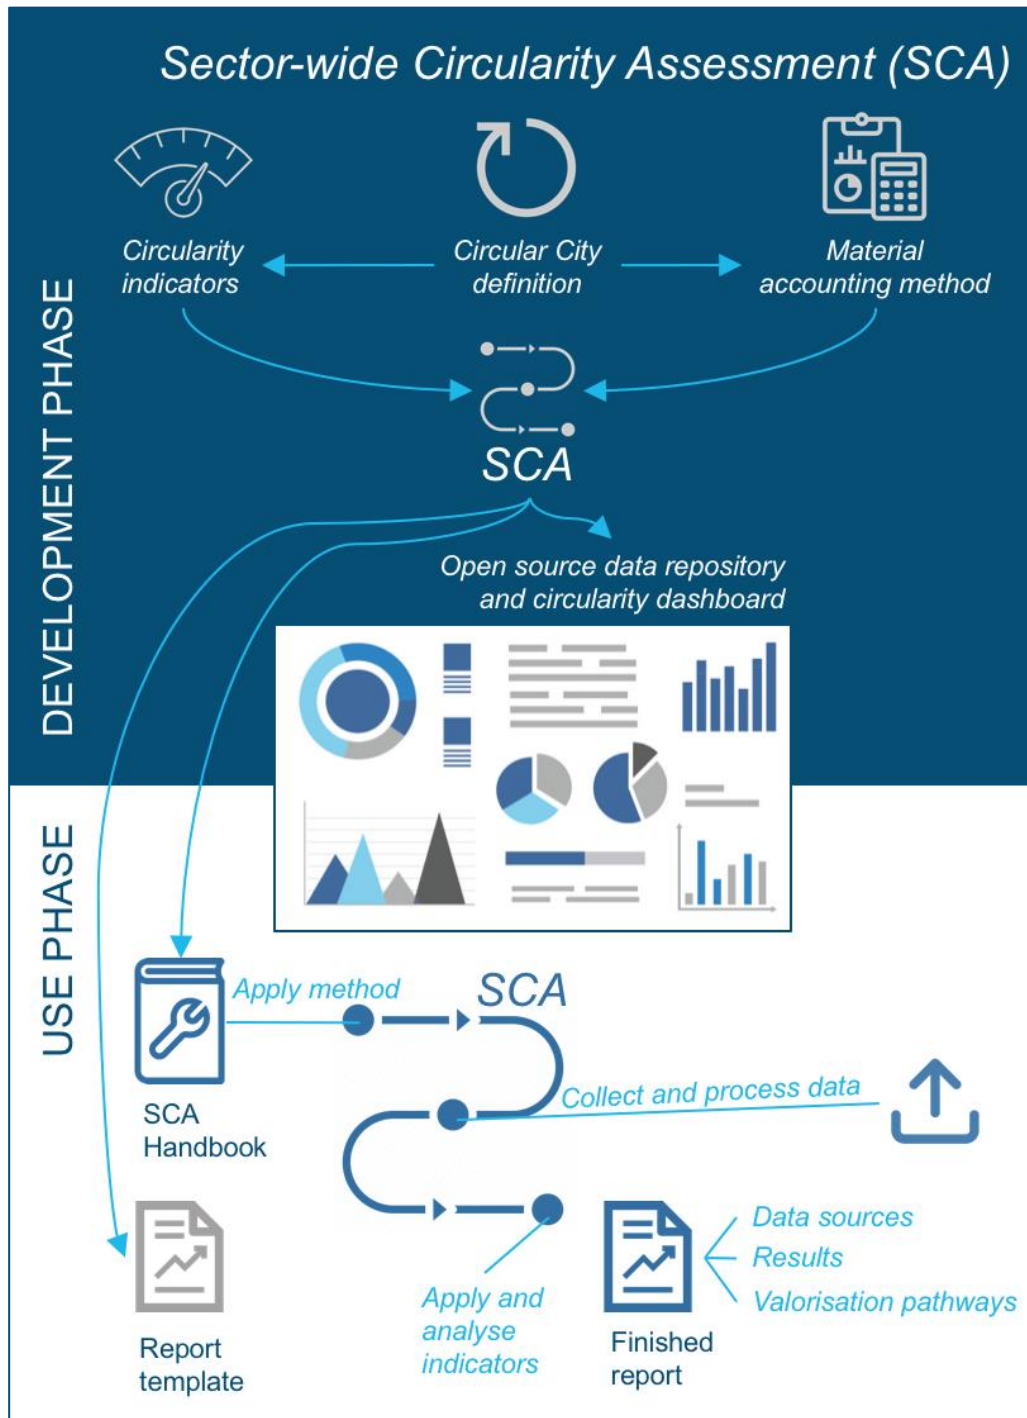 Sector-wide Circularity Assessment (SCA)
DEVELOPMENT PHASE
Circularity
indicators
Circular City
definition
Material
accounting method
SCA
Open source data repository
and circularity dashboard
USE PHASE
SCA
Handbook
Apply method
SCA
Collect and process data
Report
template
Apply and
analyse
indicators
Finished
report
Data sources
Results
Valorisation pathways